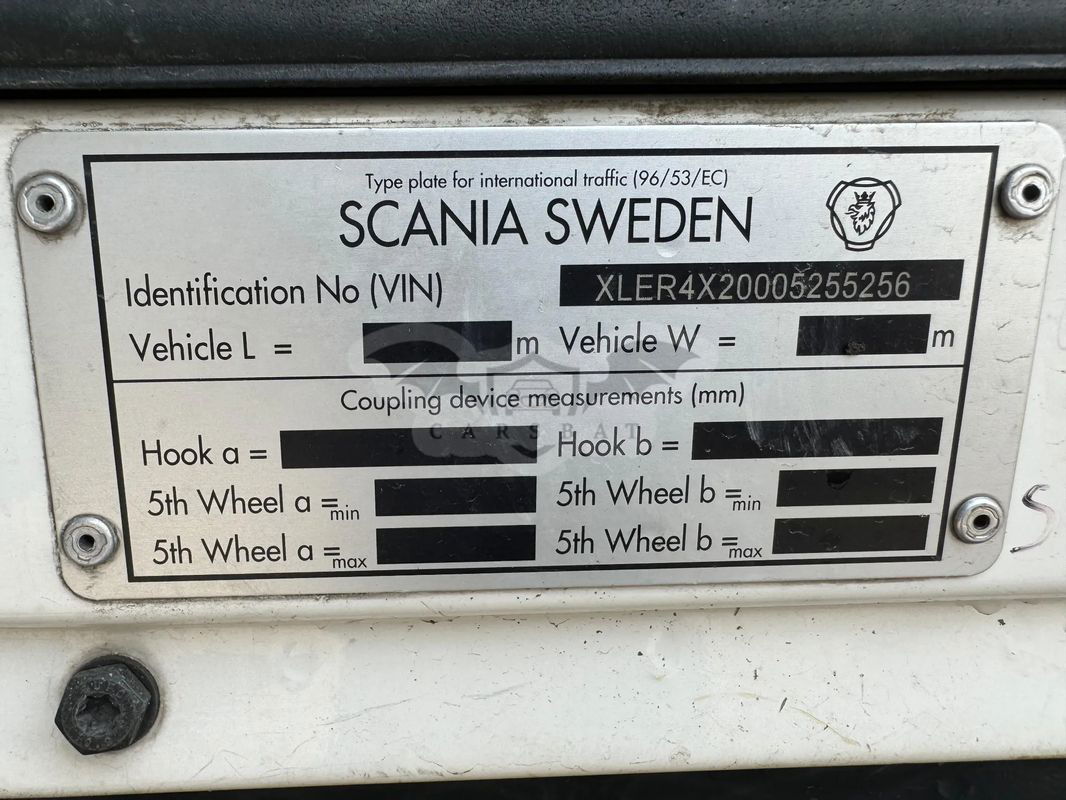 Type plate for international traffic (96/53/EC)
SCANIA SWEDEN
Identification No (VIN) XLER4X20005255256
Vehicle L = m Vehicle W = m
Coupling device measurements (mm)
CARSBAT
Hook a = Hook b =
5th Wheel a =min 5th Wheel b =min
5th Wheel a =max 5th Wheel b =max
S